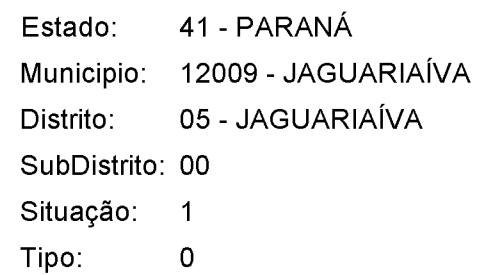 Estado: 41 - PARANÁ
Municipio: 12009 - JAGUARIAÍVA
Distrito: 05 - JAGUARIAÍVA
SubDistrito: 00
Situação: 1
Tipo: 0